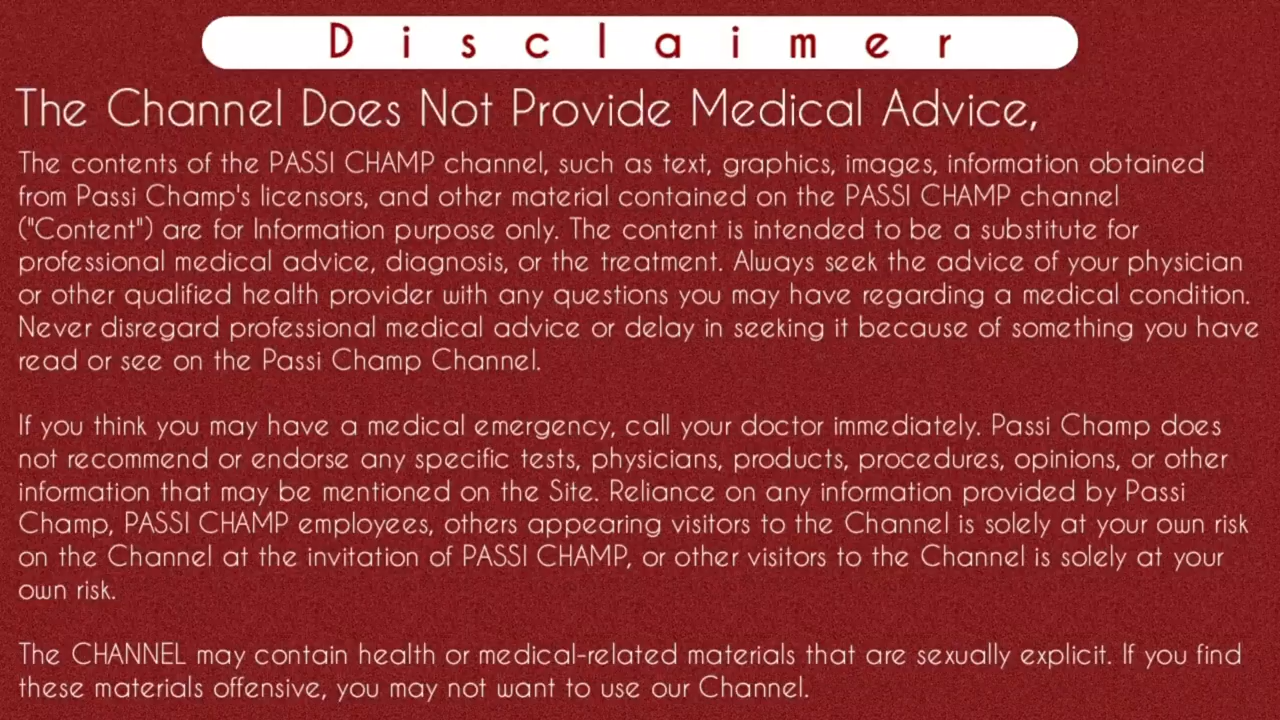 Disclaimer
The Channel Does Not Provide Medical Advice,
The contents of the PASSI CHAMP channel, such as text, graphics, images, information obtained
from Passi Champ's licensors, and other material contained on the PASSI CHAMP channel
("Content") are for Information purpose only. The content is intended to be a substitute for
professional medical advice, diagnosis, or the treatment. Always seek the advice of your physician
or other qualified health provider with any questions you may have regarding a medical condition.
Never disregard professional medical advice or delay in seeking it because of something you have
read or see on the Passi Champ Channel.
If you think you may have a medical emergency, call your doctor immediately. Passi Champ does
not recommend or endorse any specific tests, physicians, products, procedures, opinions, or other
information that may be mentioned on the Site. Reliance on any information provided by Passi
Champ, PASSI CHAMP employees, others appearing visitors to the Channel is solely at your own risk
on the Channel at the invitation of PASSI CHAMP, or other visitors to the Channel is solely at your
own risk.
The CHANNEL may contain health or medical-related materials that are sexually explicit. If you find
these materials offensive, you may not want to use our Channel.